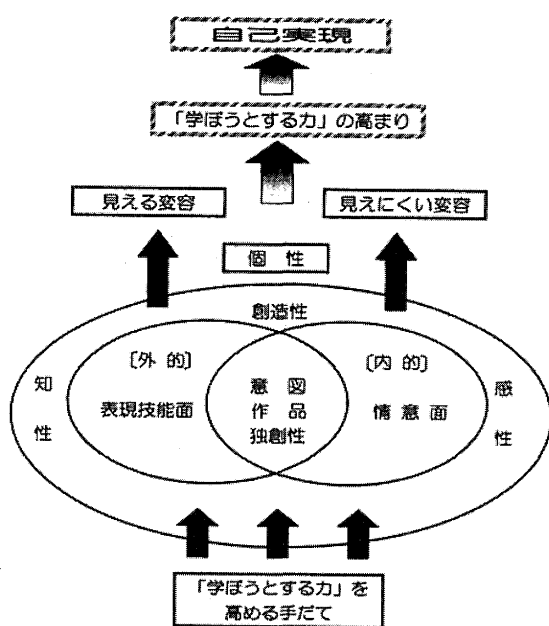 自己実現
「学ぼうとする力」の高まり
見える変容
見えにくい変容
個 性
創造性
〔外 的〕
〔内 的〕
知
性
表現技能面
意 図
作 品
独創性
情 意 面
感
性
「学ぼうとする力」を
高める手だて